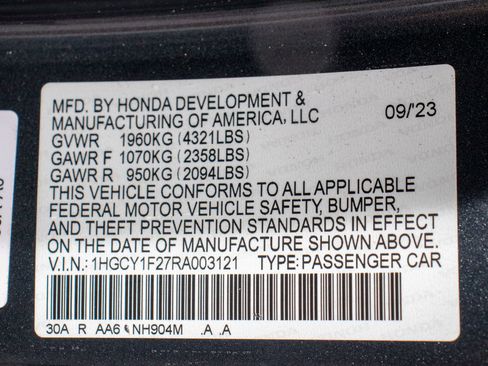 MFD. BY HONDA DEVELOPMENT &
MANUFACTURING OF AMERICA, LLC 09/'23
GVWR 1960KG (4321LBS)
GAWR F 1070KG (2358LBS)
GAWR R 950KG (2094LBS)
THIS VEHICLE CONFORMS TO ALL APPLICABLE
FEDERAL MOTOR VEHICLE SAFETY, BUMPER,
AND THEFT PREVENTION STANDARDS IN EFFECT
ON THE DATE OF MANUFACTURE SHOWN ABOVE.
V.I.N.: 1HGCY1F27RA003121 TYPE: PASSENGER CAR
30A R AA6 NH904M .A .A